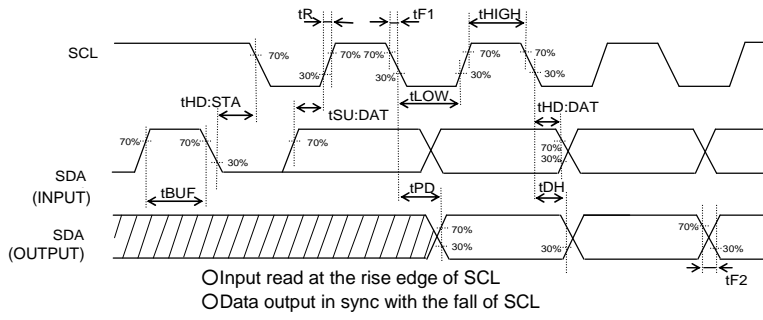 tR
tF1
tHIGH
SCL
70%
30%
70%
70%
30%
70%
30%
70%
30%
tHD:STA
tSU:DAT
tLOW
tHD:DAT
70%
70%
30%
70%
70%
30%
SDA
(INPUT)
tBUF
tPD
tDH
SDA
(OUTPUT)
70%
30%
30%
70%
30%
tF2
○Input read at the rise edge of SCL
○Data output in sync with the fall of SCL